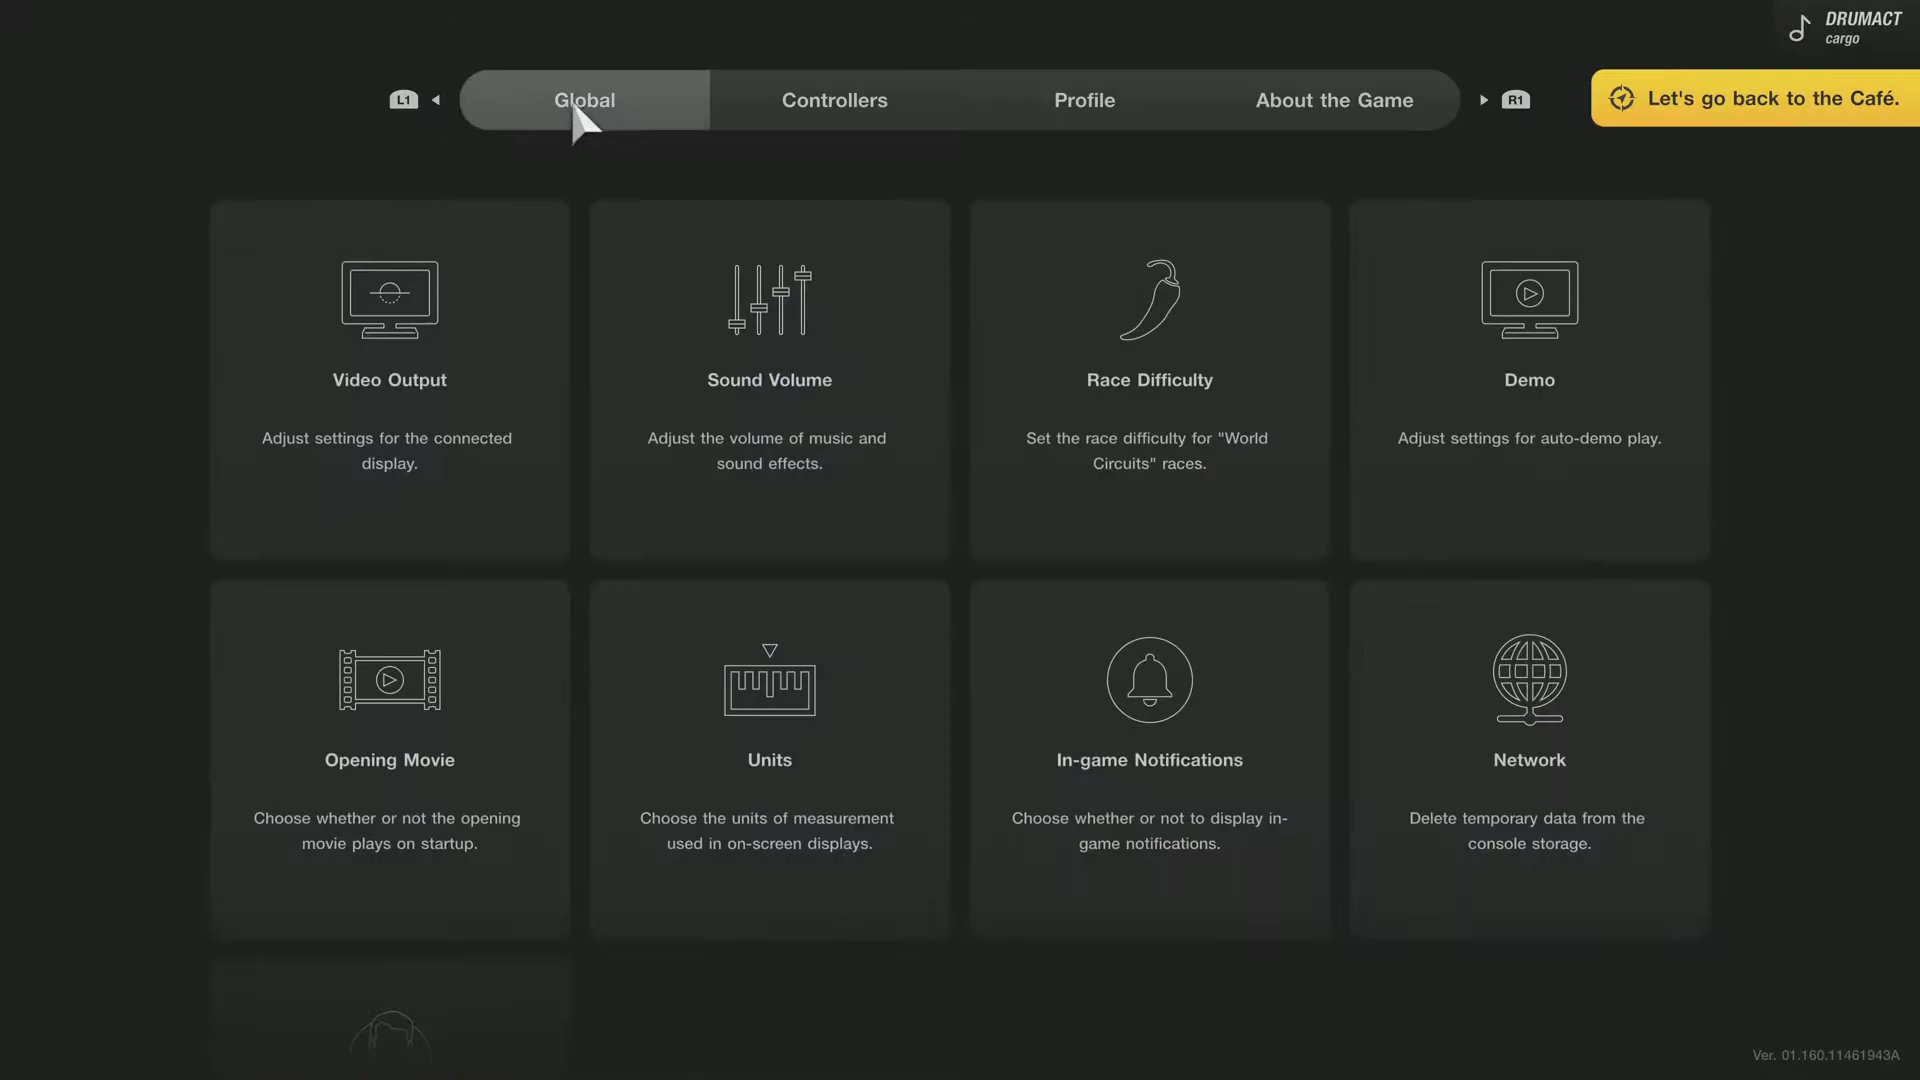 DRUMACT
cargo
L1
Global
Controllers
Profile
About the Game
R1
Let's go back to the Café.
Video Output
Adjust settings for the connected
display.
Sound Volume
Adjust the volume of music and
sound effects.
Race Difficulty
Set the race difficulty for "World
Circuits" races.
Demo
Adjust settings for auto-demo play.
Opening Movie
Choose whether or not the opening
movie plays on startup.
Units
Choose the units of measurement
used in on-screen displays.
In-game Notifications
Choose whether or not to display in-
game notifications.
Network
Delete temporary data from the
console storage.
Ver. 01.160.11461943A